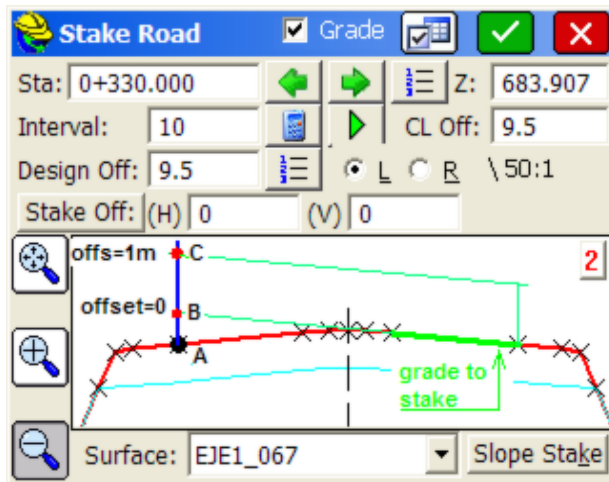 Stake Road Grade
Sta: 0+330.000 Z: 683.907
Interval: 10 CL Off: 9.5
Design Off: 9.5 L R \50:1
Stake Off: (H) 0 (V) 0
offs=1m C 2
offset=0 B
A
grade to
stake
Surface: EJE1_067 Slope Stake